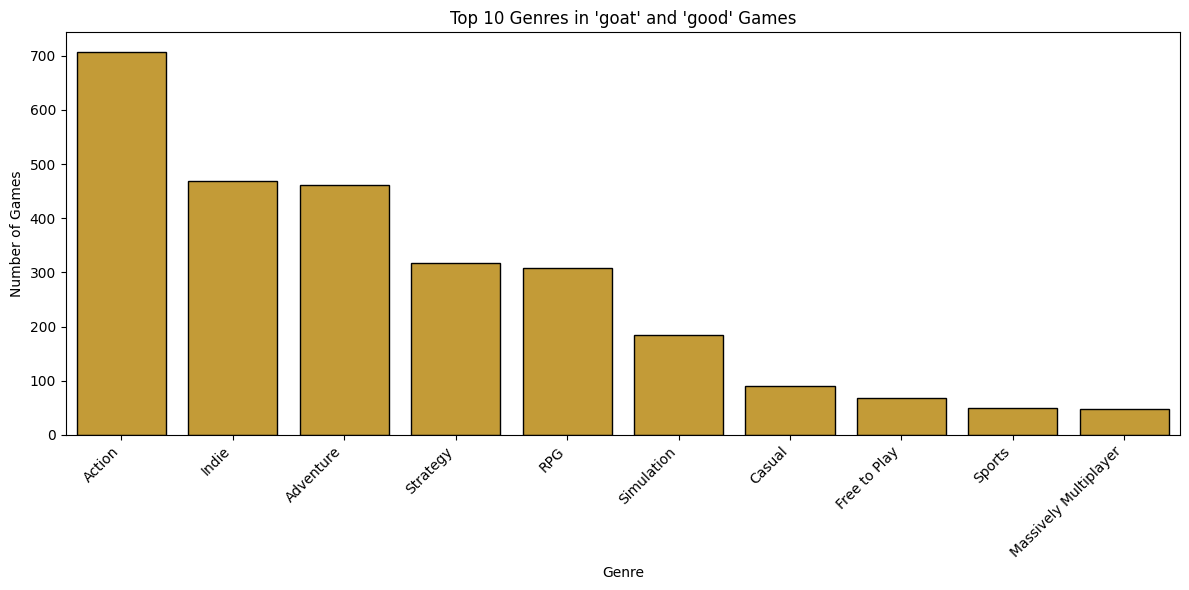 Top 10 Genres in 'goat' and 'good' Games
Number of Games
700
600
500
400
300
200
100
0
Action
Indie
Adventure
Strategy
RPG
Simulation
Casual
Free to Play
Sports
Massively Multiplayer
Genre